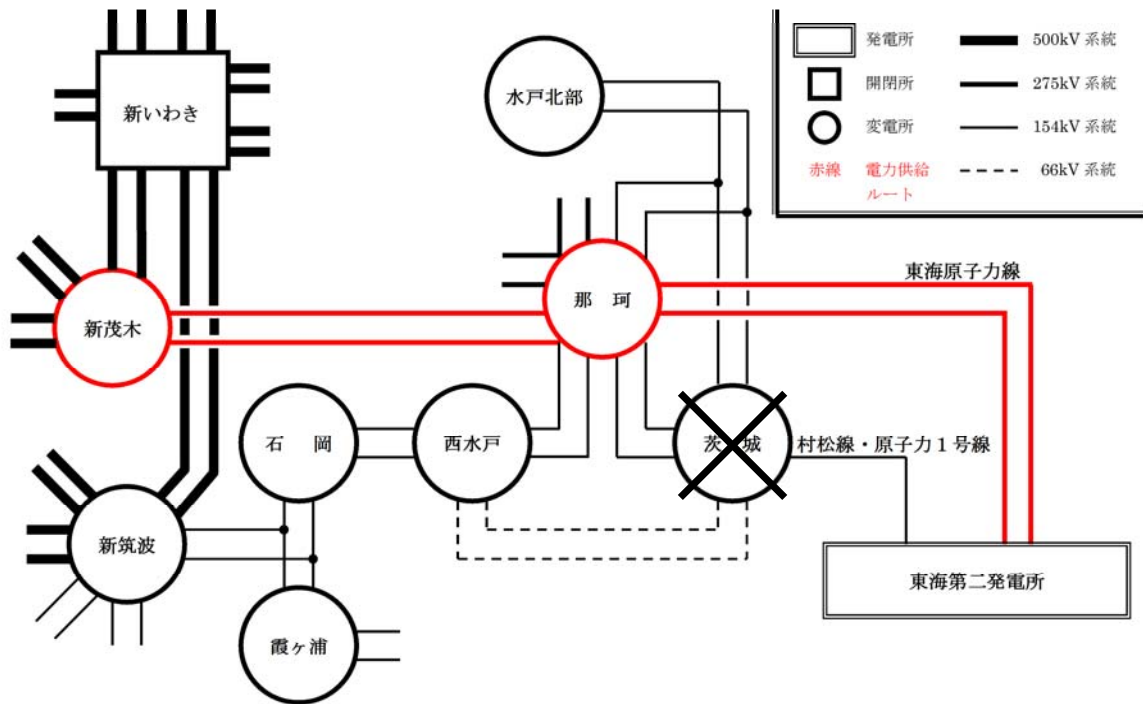 発電所
500kV 系統
開閉所
275kV 系統
変電所
154kV 系統
赤線
電力供給
ルート
66kV 系統
新いわき
水戸北部
東海原子力線
那　珂
新茂木
石　岡
西水戸
茨　城
村松線・原子力１号線
新筑波
東海第二発電所
霞ヶ浦